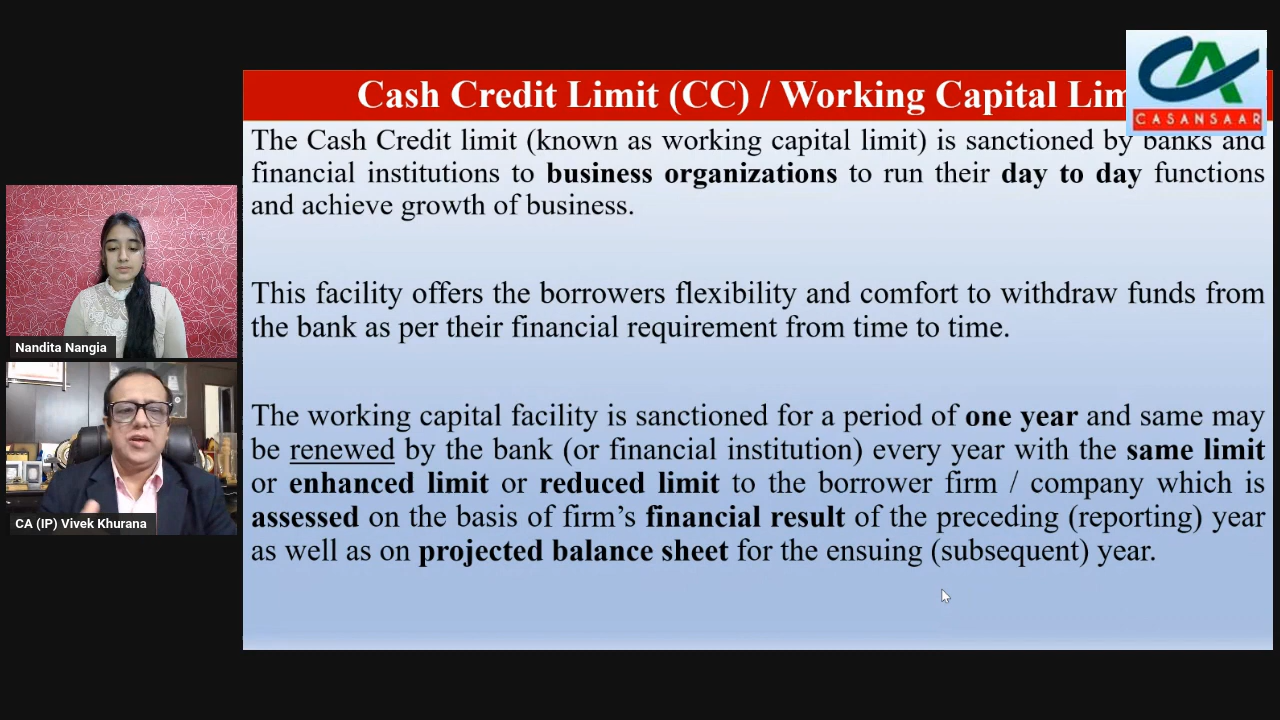 Cash Credit Limit (CC) / Working Capital
CASANSAAR
The Cash Credit limit (known as working capital limit) is sanctioned by banks and
financial institutions to business organizations to run their day to day functions
and achieve growth of business.
This facility offers the borrowers flexibility and comfort to withdraw funds from
the bank as per their financial requirement from time to time.
The working capital facility is sanctioned for a period of one year and same may
be renewed by the bank (or financial institution) every year with the same limit
or enhanced limit or reduced limit to the borrower firm / company which is
assessed on the basis of firm’s financial result of the preceding (reporting) year
as well as on projected balance sheet for the ensuing (subsequent) year.
Nandita Nangia
CA (IP) Vivek Khurana